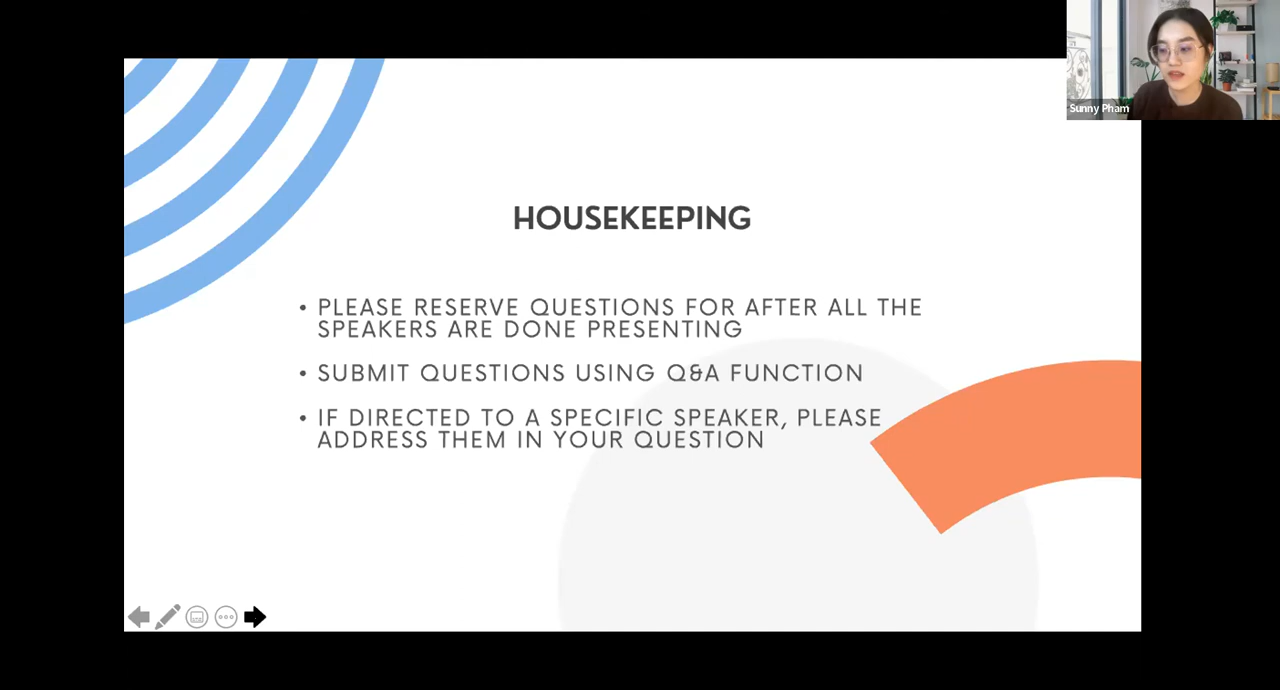 Sunny Pham
HOUSEKEEPING
• PLEASE RESERVE QUESTIONS FOR AFTER ALL THE
SPEAKERS ARE DONE PRESENTING
• SUBMIT QUESTIONS USING Q&A FUNCTION
• IF DIRECTED TO A SPECIFIC SPEAKER, PLEASE
ADDRESS THEM IN YOUR QUESTION